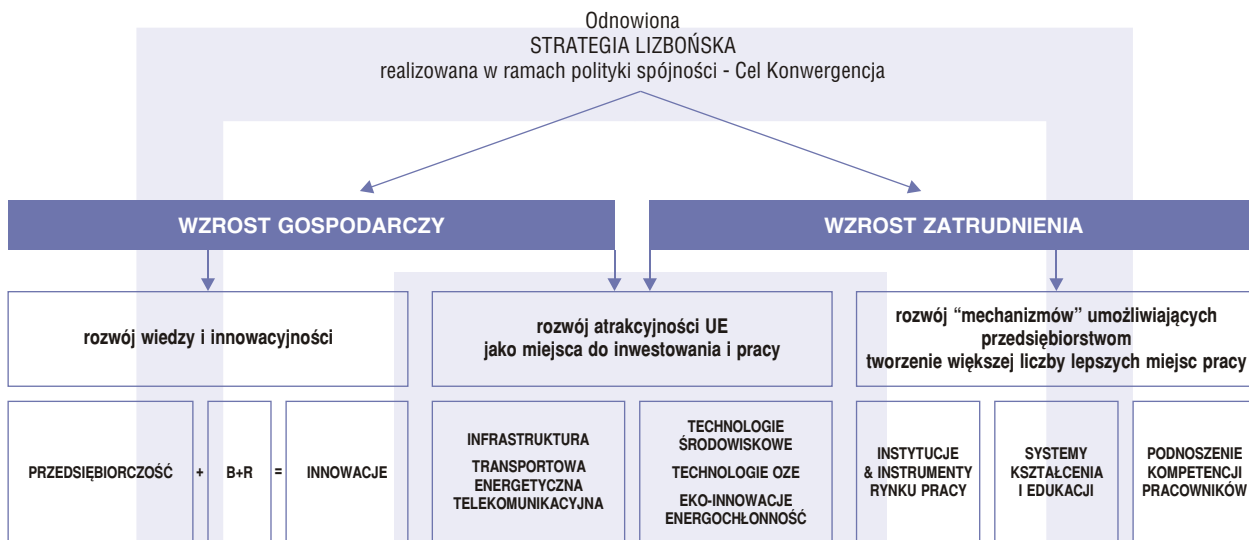 Odnowiona
STRATEGIA LIZBOŃSKA
realizowana w ramach polityki spójności - Cel Konwergencja
WZROST GOSPODARCZY
WZROST ZATRUDNIENIA
rozwój wiedzy i innowacyjności
rozwój atrakcyjności UE
jako miejsca do inwestowania i pracy
rozwój “mechanizmów” umożliwiających
przedsiębiorstwom
tworzenie większej liczby lepszych miejsc pracy
PRZEDSIĘBIORCZOŚĆ
+
B+R
=
INNOWACJE
INFRASTRUKTURA
TRANSPORTOWA
ENERGETYCZNA
TELEKOMUNIKACYJNA
TECHNOLOGIE
ŚRODOWISKOWE
TECHNOLOGIE OZE
EKO-INNOWACJE
ENERGOCHŁONNOŚĆ
INSTYTUCJE
& INSTRUMENTY
RYNKU PRACY
SYSTEMY
KSZTAŁCENIA
I EDUKACJI
PODNOSZENIE
KOMPETENCJI
PRACOWNIKÓW